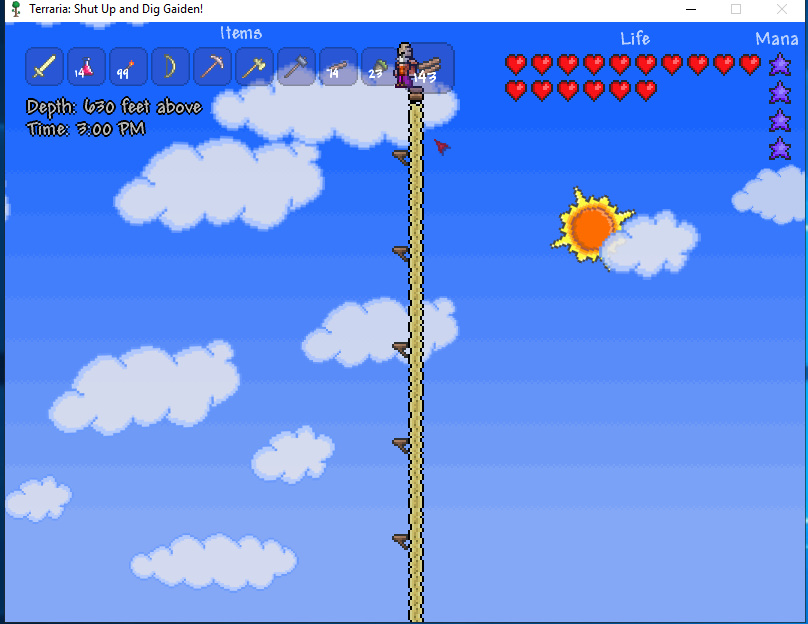 Terraria: Shut Up and Dig Gaiden!
Items
Life
Mana
14
99
74
23
143
Depth: 630 feet above
Time: 3:00 PM